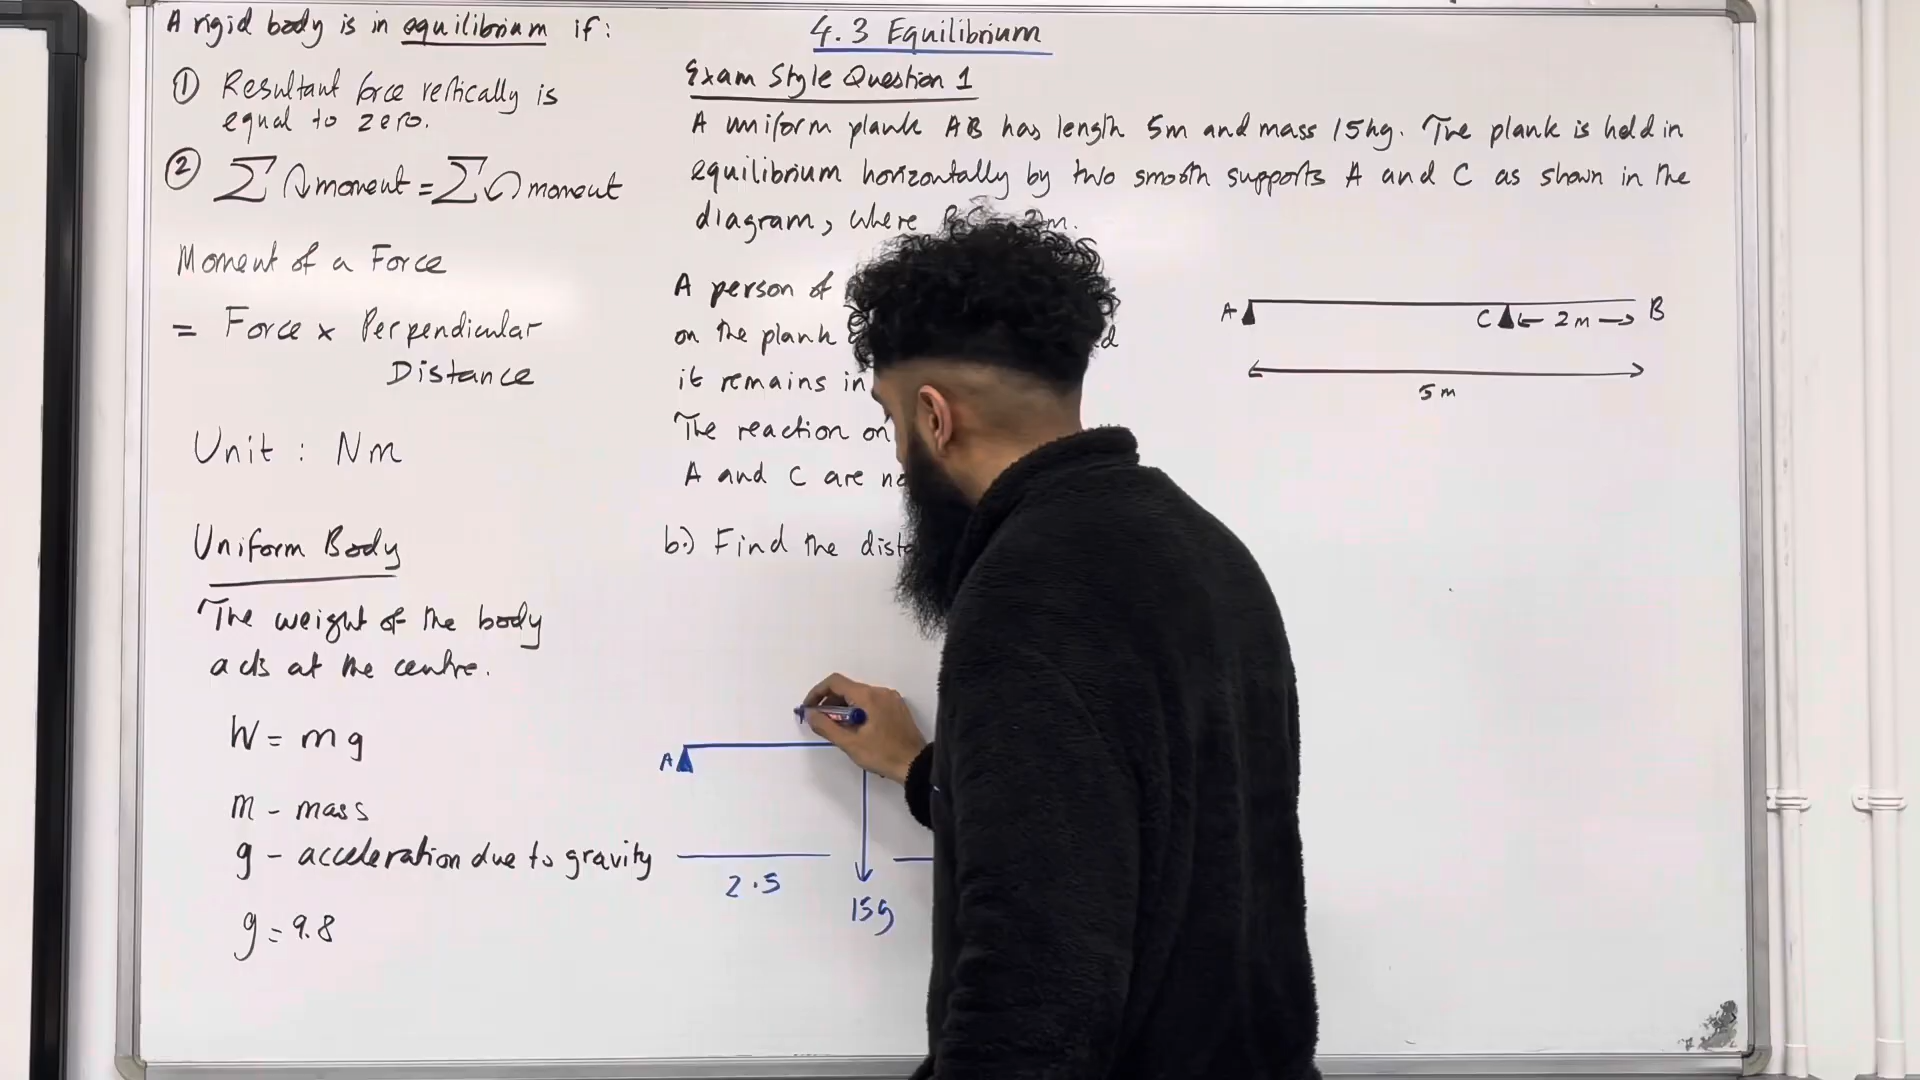 A rigid body is in equilibrium if:
① Resultant force vertically is
equal to zero.
② ∑↻moment = ∑↺moment
Moment of a Force
= Force × Perpendicular
Distance
Unit : Nm
Uniform Body
The weight of the body
acts at the centre.
W = mg
m - mass
g - acceleration due to gravity
g = 9.8
4.3 Equilibrium
Exam Style Question 1
A uniform plank AB has length 5m and mass 15kg. The plank is held in
equilibrium horizontally by two smooth supports A and C as shown in the
diagram, where 2m.
A person of
on the plank
it remains in
The reaction on
A and C are
b.) Find the
A C ← 2m → B
5m
A
2.5
15g